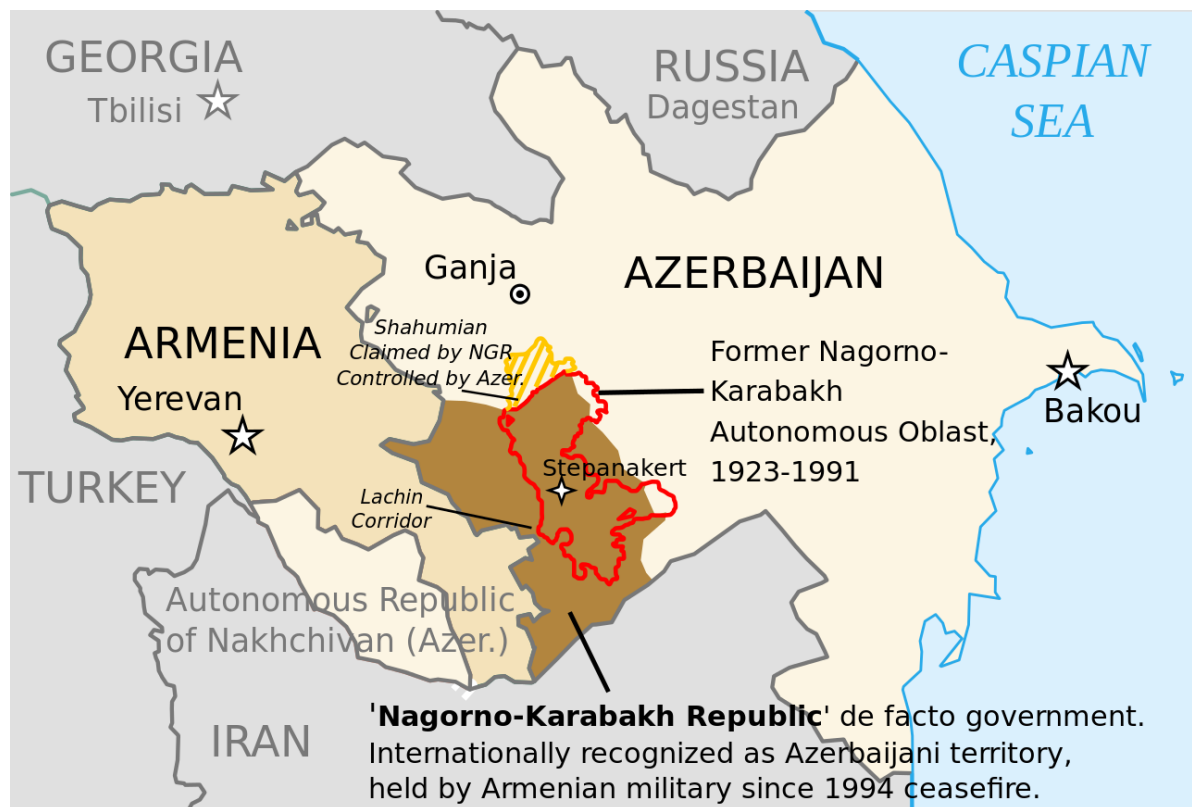 GEORGIA
Tbilisi
RUSSIA
Dagestan
CASPIAN
SEA
Ganja
AZERBAIJAN
Shahumian
Claimed by NGR
Controlled by Azer.
ARMENIA
Yerevan
Former Nagorno-
Karabakh
Autonomous Oblast,
1923-1991
Bakou
TURKEY
Stepanakert
Lachin
Corridor
Autonomous Republic
of Nakhchivan (Azer.)
IRAN
'Nagorno-Karabakh Republic' de facto government.
Internationally recognized as Azerbaijani territory,
held by Armenian military since 1994 ceasefire.